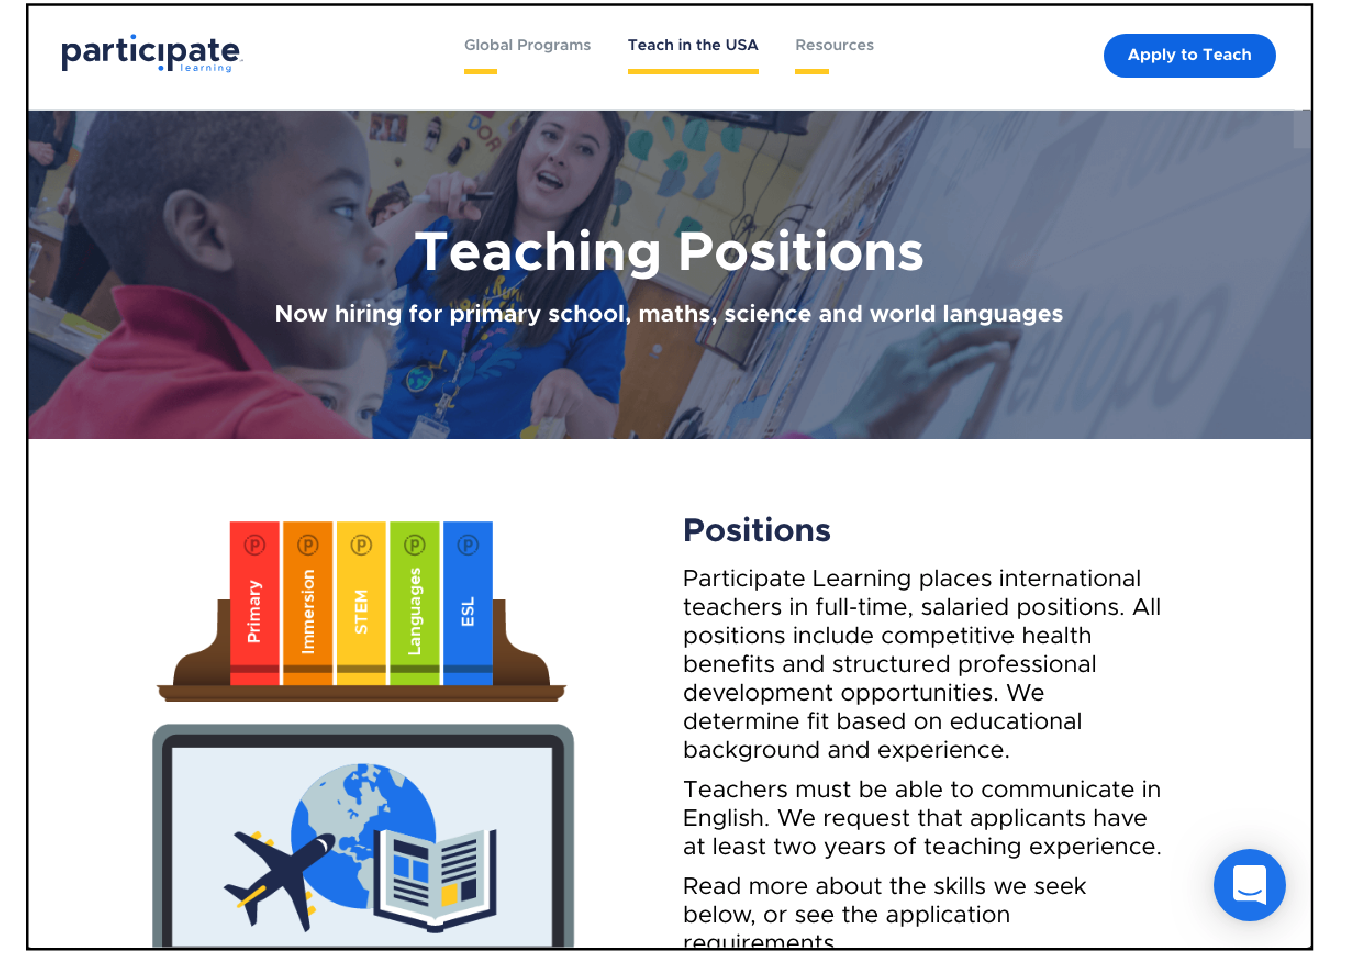 participate
learning
Global Programs
Teach in the USA
Resources
Apply to Teach
DOR
Teaching Positions
Now hiring for primary school, maths, science and world languages
Primary
Immersion
STEM
Languages
ESL
Positions
Participate Learning places international
teachers in full-time, salaried positions. All
positions include competitive health
benefits and structured professional
development opportunities. We
determine fit based on educational
background and experience.
Teachers must be able to communicate in
English. We request that applicants have
at least two years of teaching experience.
Read more about the skills we seek
below, or see the application
requirements